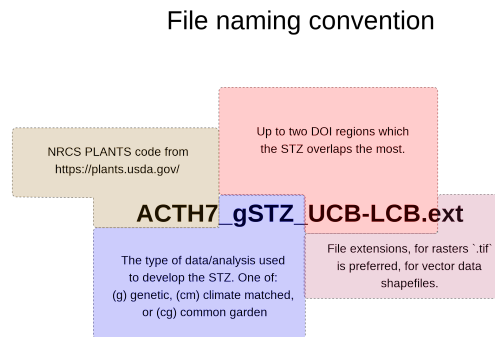 File naming convention
Up to two DOI regions which
the STZ overlaps the most.
NRCS PLANTS code from
https://plants.usda.gov/
ACTH7_gSTZ_UCB-LCB.ext
The type of data/analysis used
to develop the STZ. One of:
(g) genetic, (cm) climate matched,
or (cg) common garden
File extensions, for rasters `.tif`
is preferred, for vector data
shapefiles.